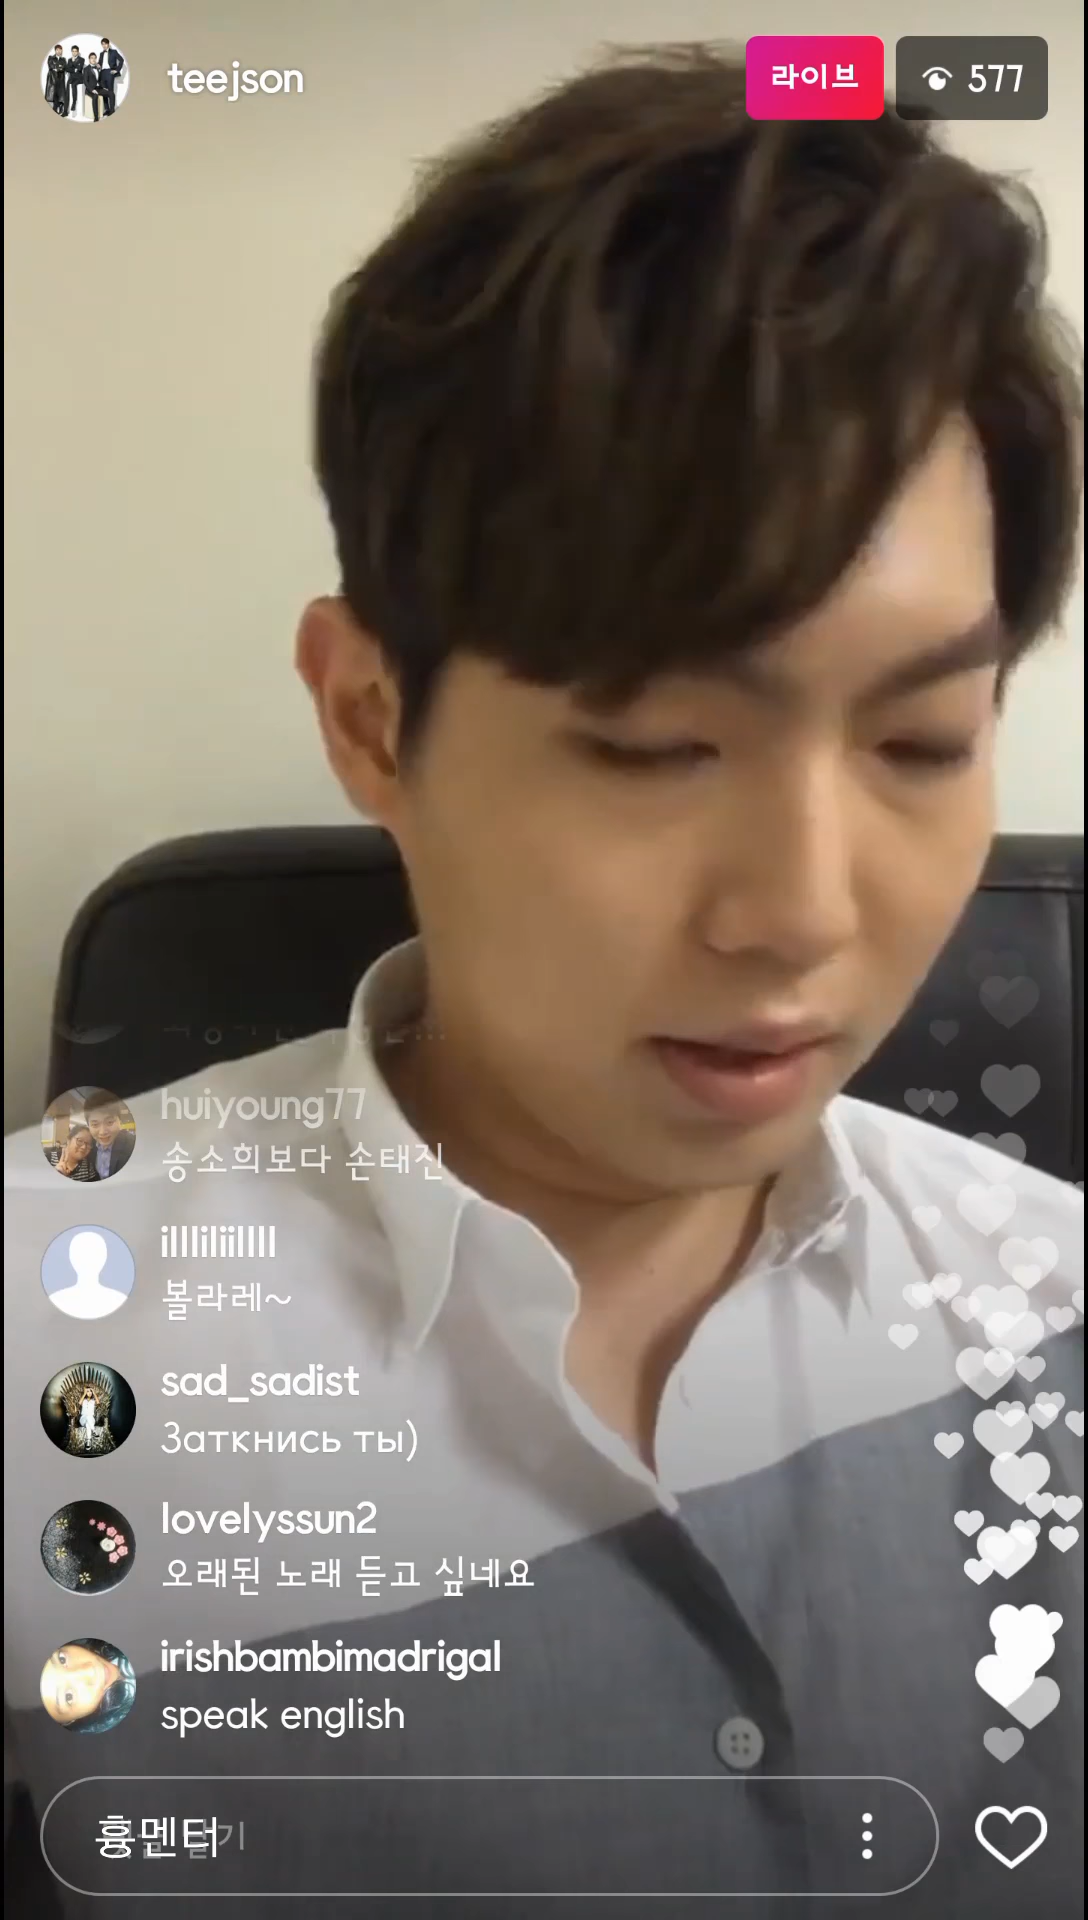 teejson
라이브
577
huiyoung77
송소희보다 손태진
illliliillll
볼라레~
sad_sadist
Заткнись ты)
lovelyssun2
오래된 노래 듣고 싶네요
irishbambimadrigal
speak english
흉멘터